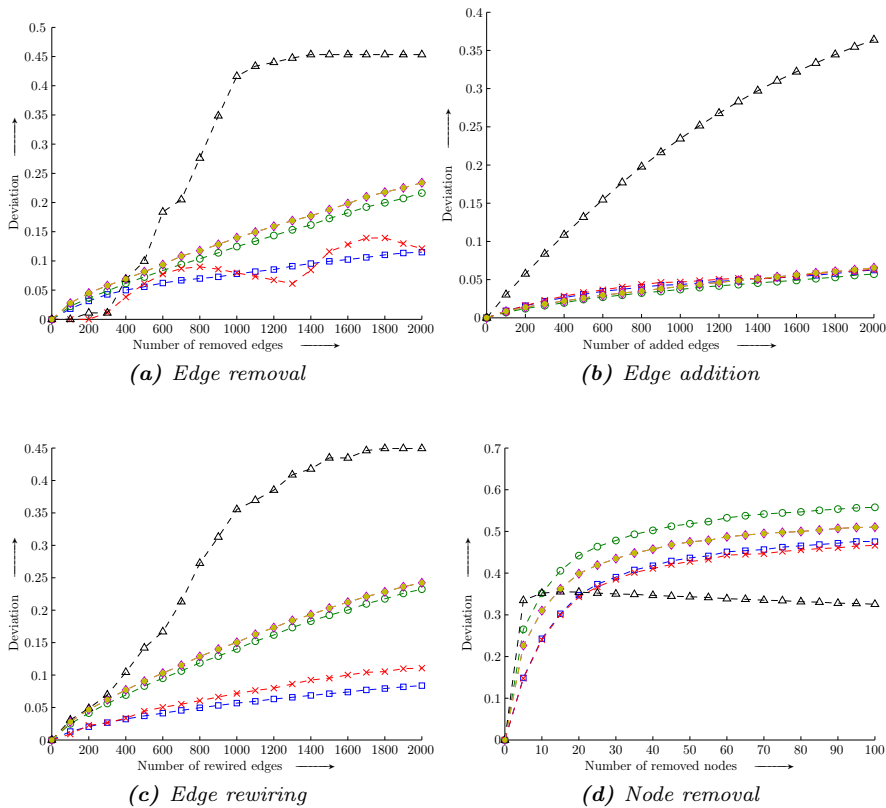 0.5
0.45
0.4
0.35
0.3
0.25
0.2
0.15
0.1
0.05
0
Deviation
0 200 400 600 800 1000 1200 1400 1600 1800 2000
Number of removed edges
(a) Edge removal
0.4
0.35
0.3
0.25
0.2
0.15
0.1
0.05
0
Deviation
0 200 400 600 800 1000 1200 1400 1600 1800 2000
Number of added edges
(b) Edge addition
0.45
0.4
0.35
0.3
0.25
0.2
0.15
0.1
0.05
0
Deviation
0 200 400 600 800 1000 1200 1400 1600 1800 2000
Number of rewired edges
(c) Edge rewiring
0.7
0.6
0.5
0.4
0.3
0.2
0.1
0
Deviation
0 10 20 30 40 50 60 70 80 90 100
Number of removed nodes
(d) Node removal